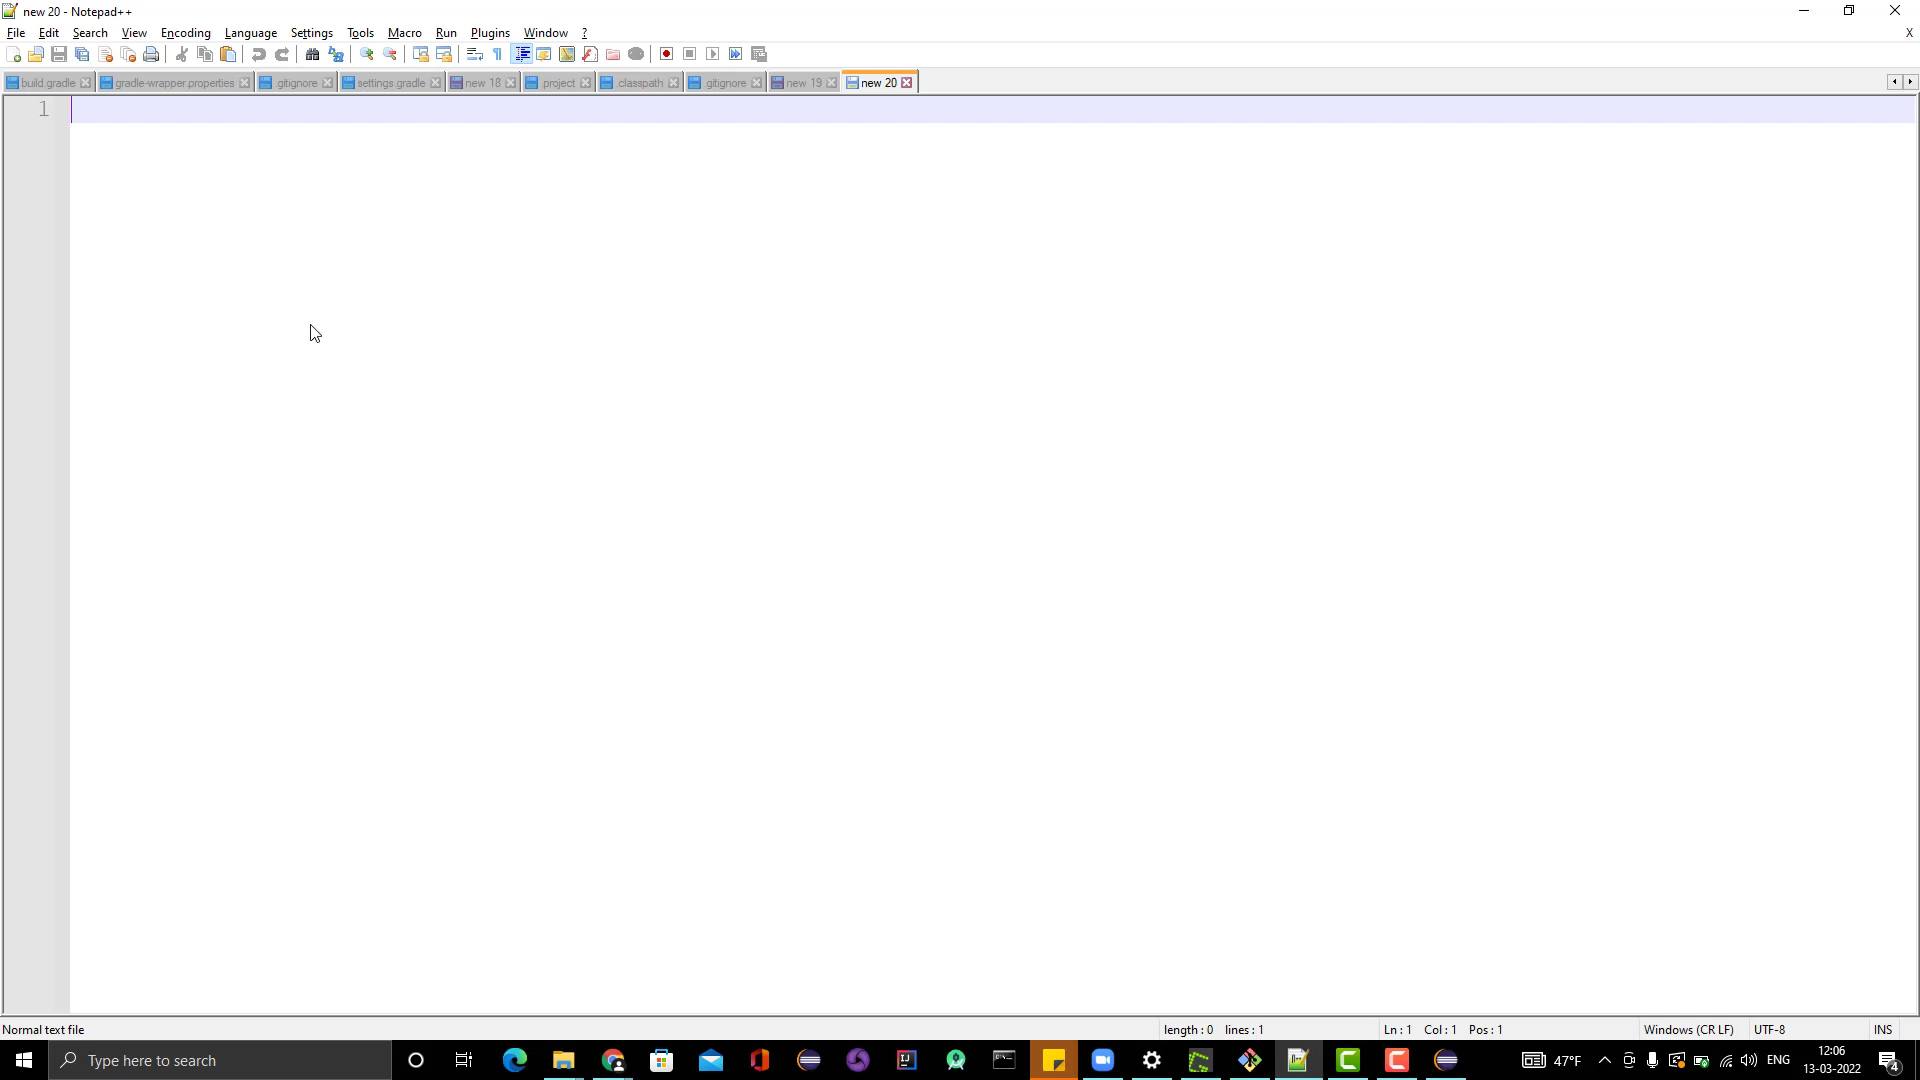 new 20 - Notepad++
File Edit Search View Encoding Language Settings Tools Macro Run Plugins Window ? X
build.gradle gradle-wrapper.properties .gitignore settings.gradle new 18 .project .classpath .gitignore new 19 new 20
1
Normal text file length : 0 lines : 1 Ln : 1 Col : 1 Pos : 1 Windows (CR LF) UTF-8 INS
Type here to search 47°F ENG 12:06
13-03-2022 4